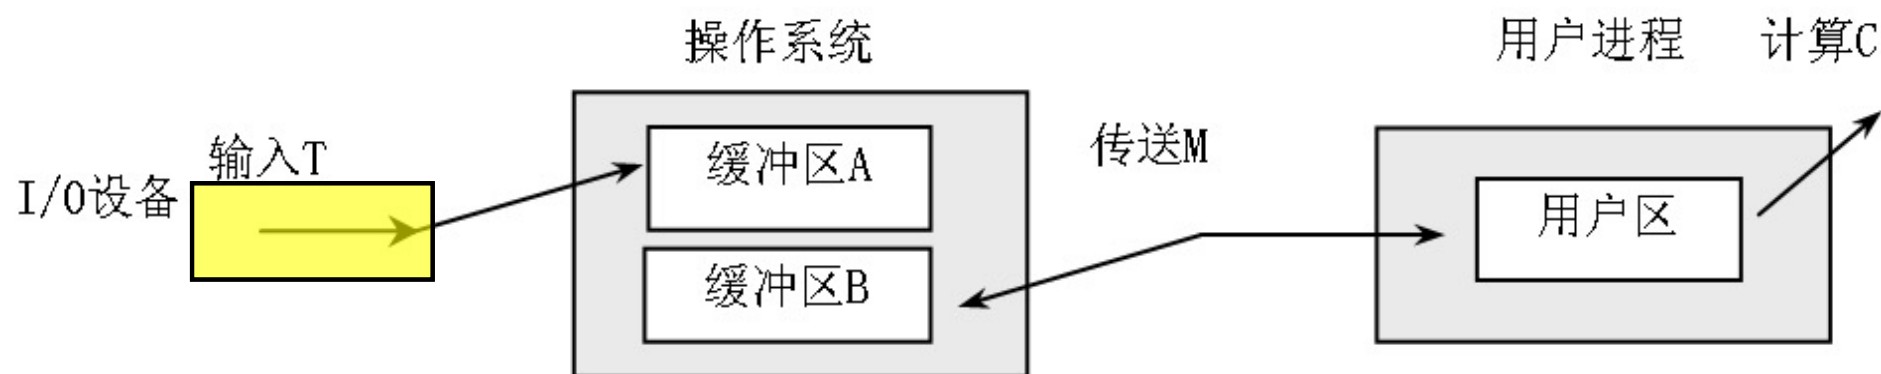 操作系统
用户进程
计算C
输入T
I/O设备
缓冲区A
缓冲区B
传送M
用户区